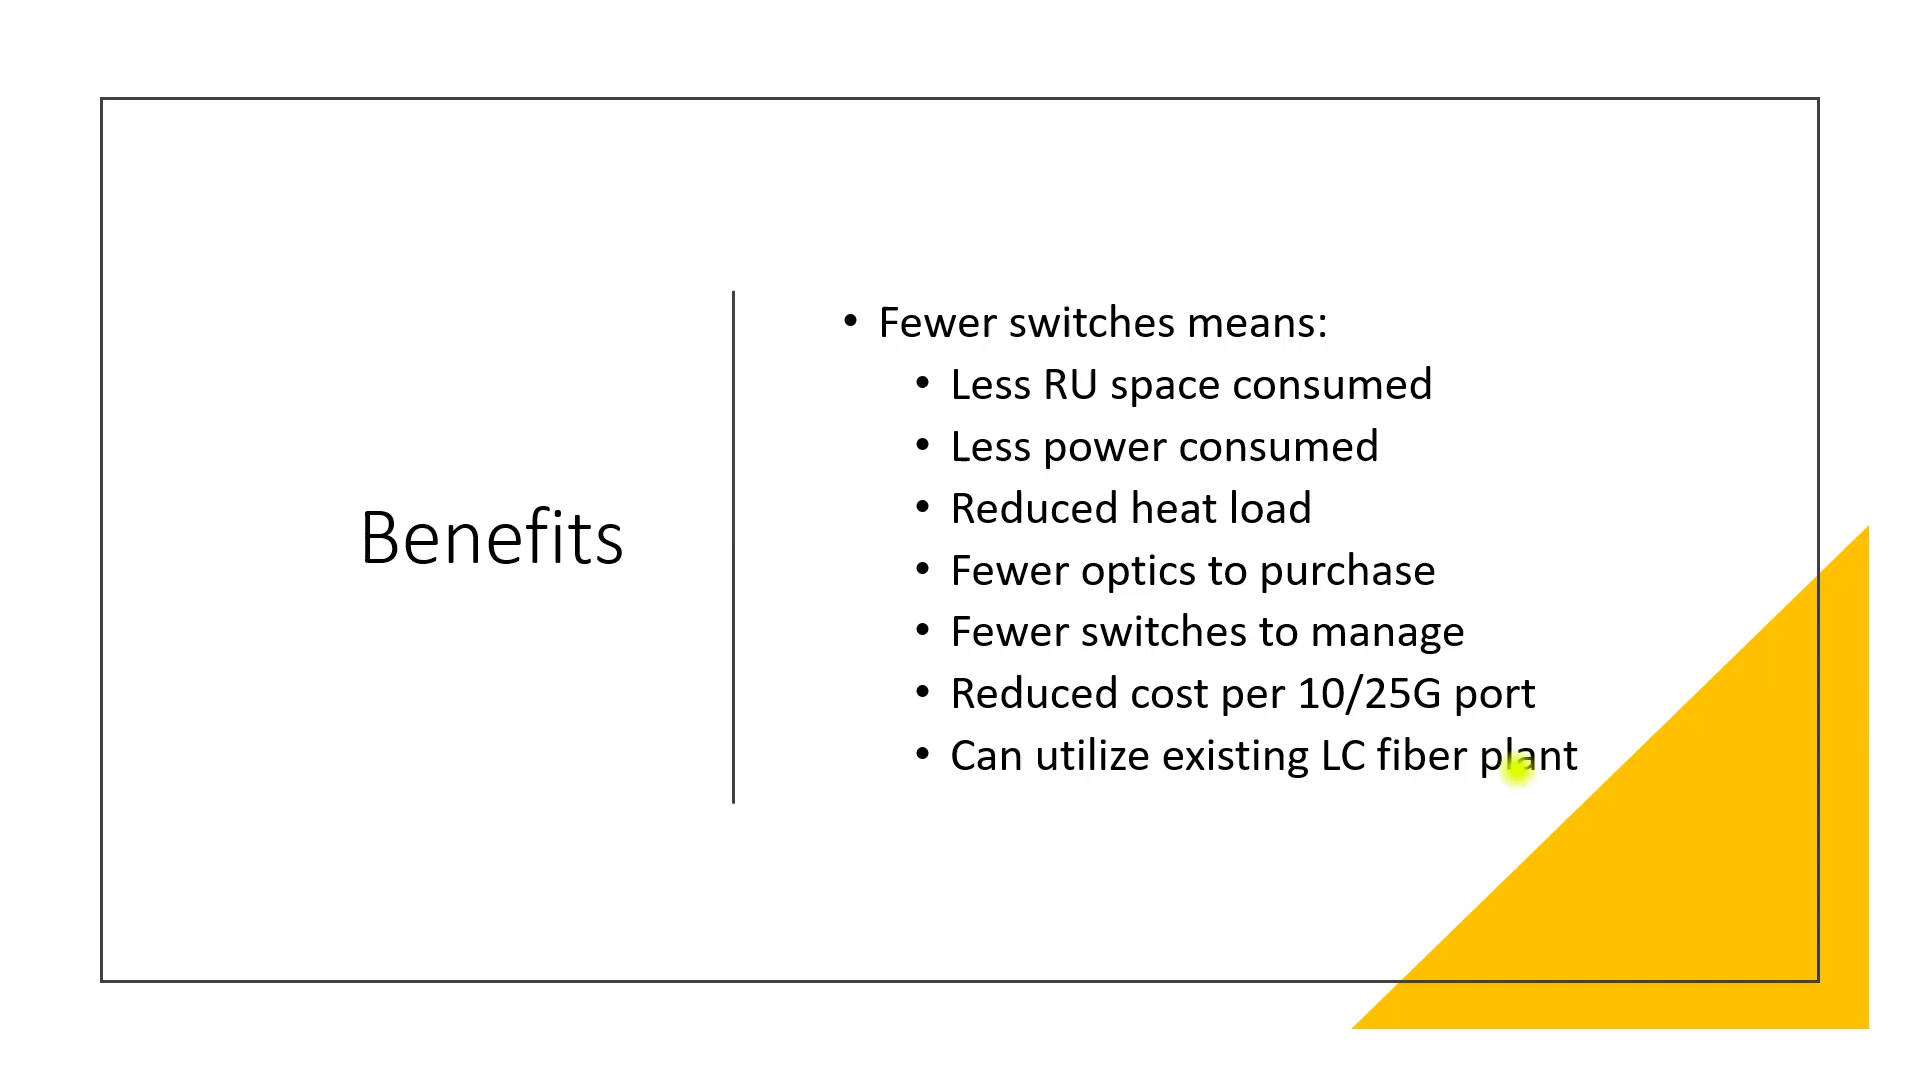 Benefits
• Fewer switches means:
• Less RU space consumed
• Less power consumed
• Reduced heat load
• Fewer optics to purchase
• Fewer switches to manage
• Reduced cost per 10/25G port
• Can utilize existing LC fiber plant